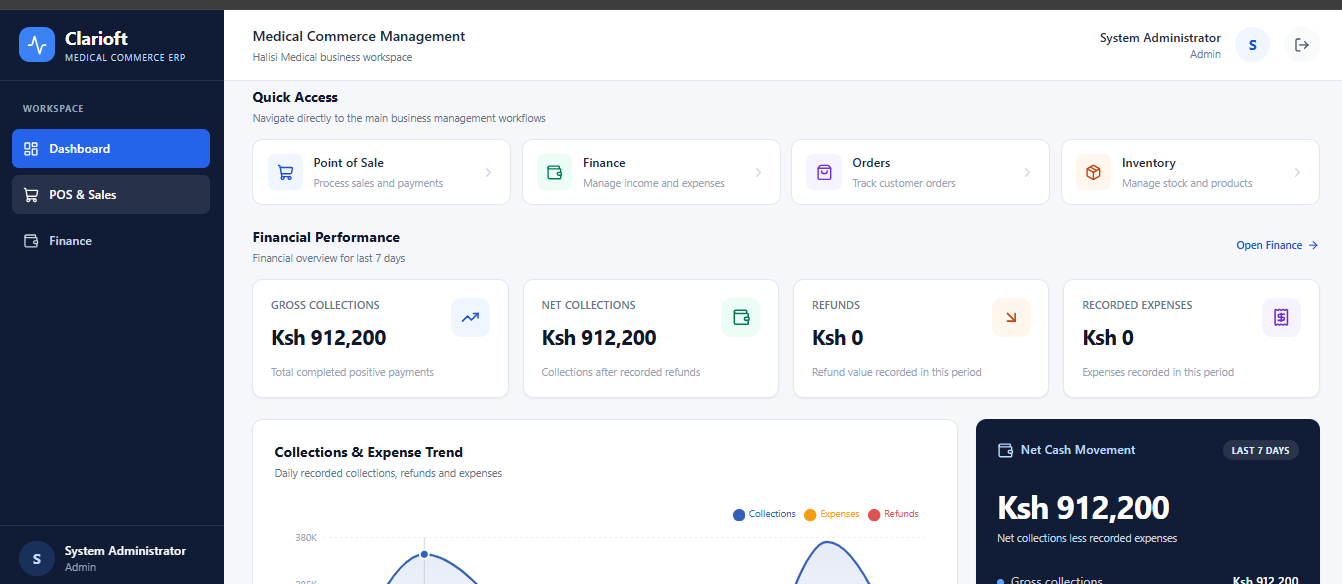 Clarioft
MEDICAL COMMERCE ERP
WORKSPACE
Dashboard
POS & Sales
Finance
S
System Administrator
Admin
Medical Commerce Management
Halisi Medical business workspace
System Administrator
Admin
S
Quick Access
Navigate directly to the main business management workflows
Point of Sale
Process sales and payments
Finance
Manage income and expenses
Orders
Track customer orders
Inventory
Manage stock and products
Financial Performance
Financial overview for last 7 days
Open Finance
GROSS COLLECTIONS
Ksh 912,200
Total completed positive payments
NET COLLECTIONS
Ksh 912,200
Collections after recorded refunds
REFUNDS
Ksh 0
Refund value recorded in this period
RECORDED EXPENSES
Ksh 0
Expenses recorded in this period
Collections & Expense Trend
Daily recorded collections, refunds and expenses
Collections Expenses Refunds
380K
285K
Net Cash Movement
LAST 7 DAYS
Ksh 912,200
Net collections less recorded expenses
Gross collections Ksh 912,200